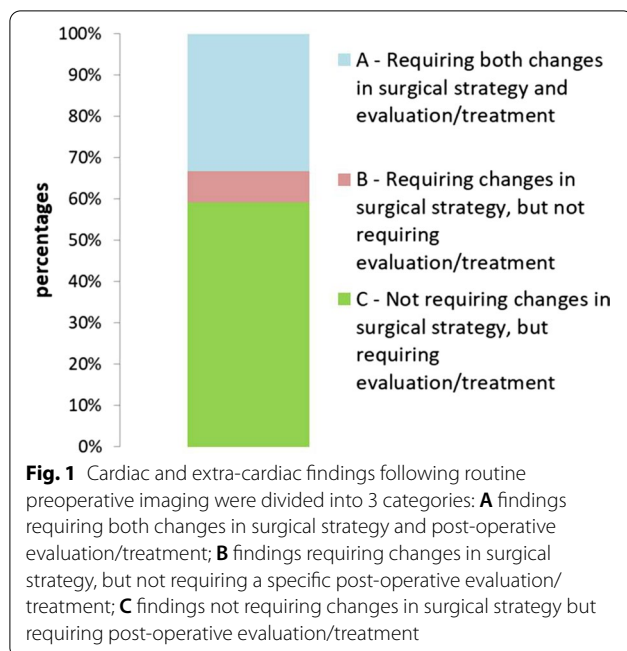 100%
90%
80%
70%
60%
50%
40%
30%
20%
10%
0%
percentages
A - Requiring both changes
in surgical strategy and
evaluation/treatment
B - Requiring changes in
surgical strategy, but not
requiring
evaluation/treatment
C - Not requiring changes in
surgical strategy, but
requiring
evaluation/treatment
Fig. 1 Cardiac and extra-cardiac findings following routine
preoperative imaging were divided into 3 categories: A findings
requiring both changes in surgical strategy and post-operative
evaluation/treatment; B findings requiring changes in surgical
strategy, but not requiring a specific post-operative evaluation/
treatment; C findings not requiring changes in surgical strategy but
requiring post-operative evaluation/treatment